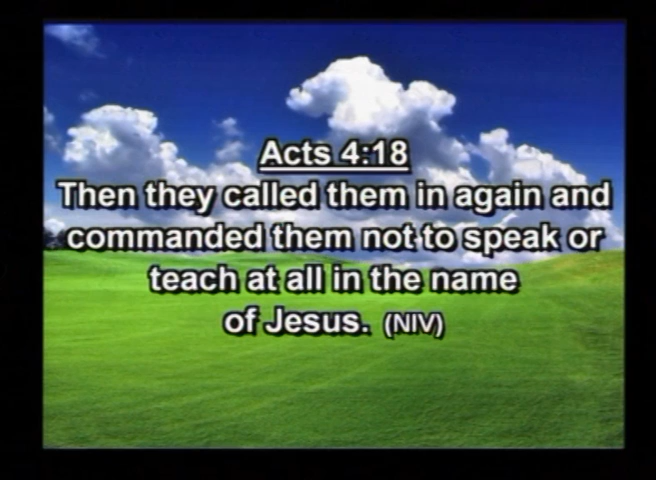 Acts 4:18
Then they called them in again and
commanded them not to speak or
teach at all in the name
of Jesus. (NIV)